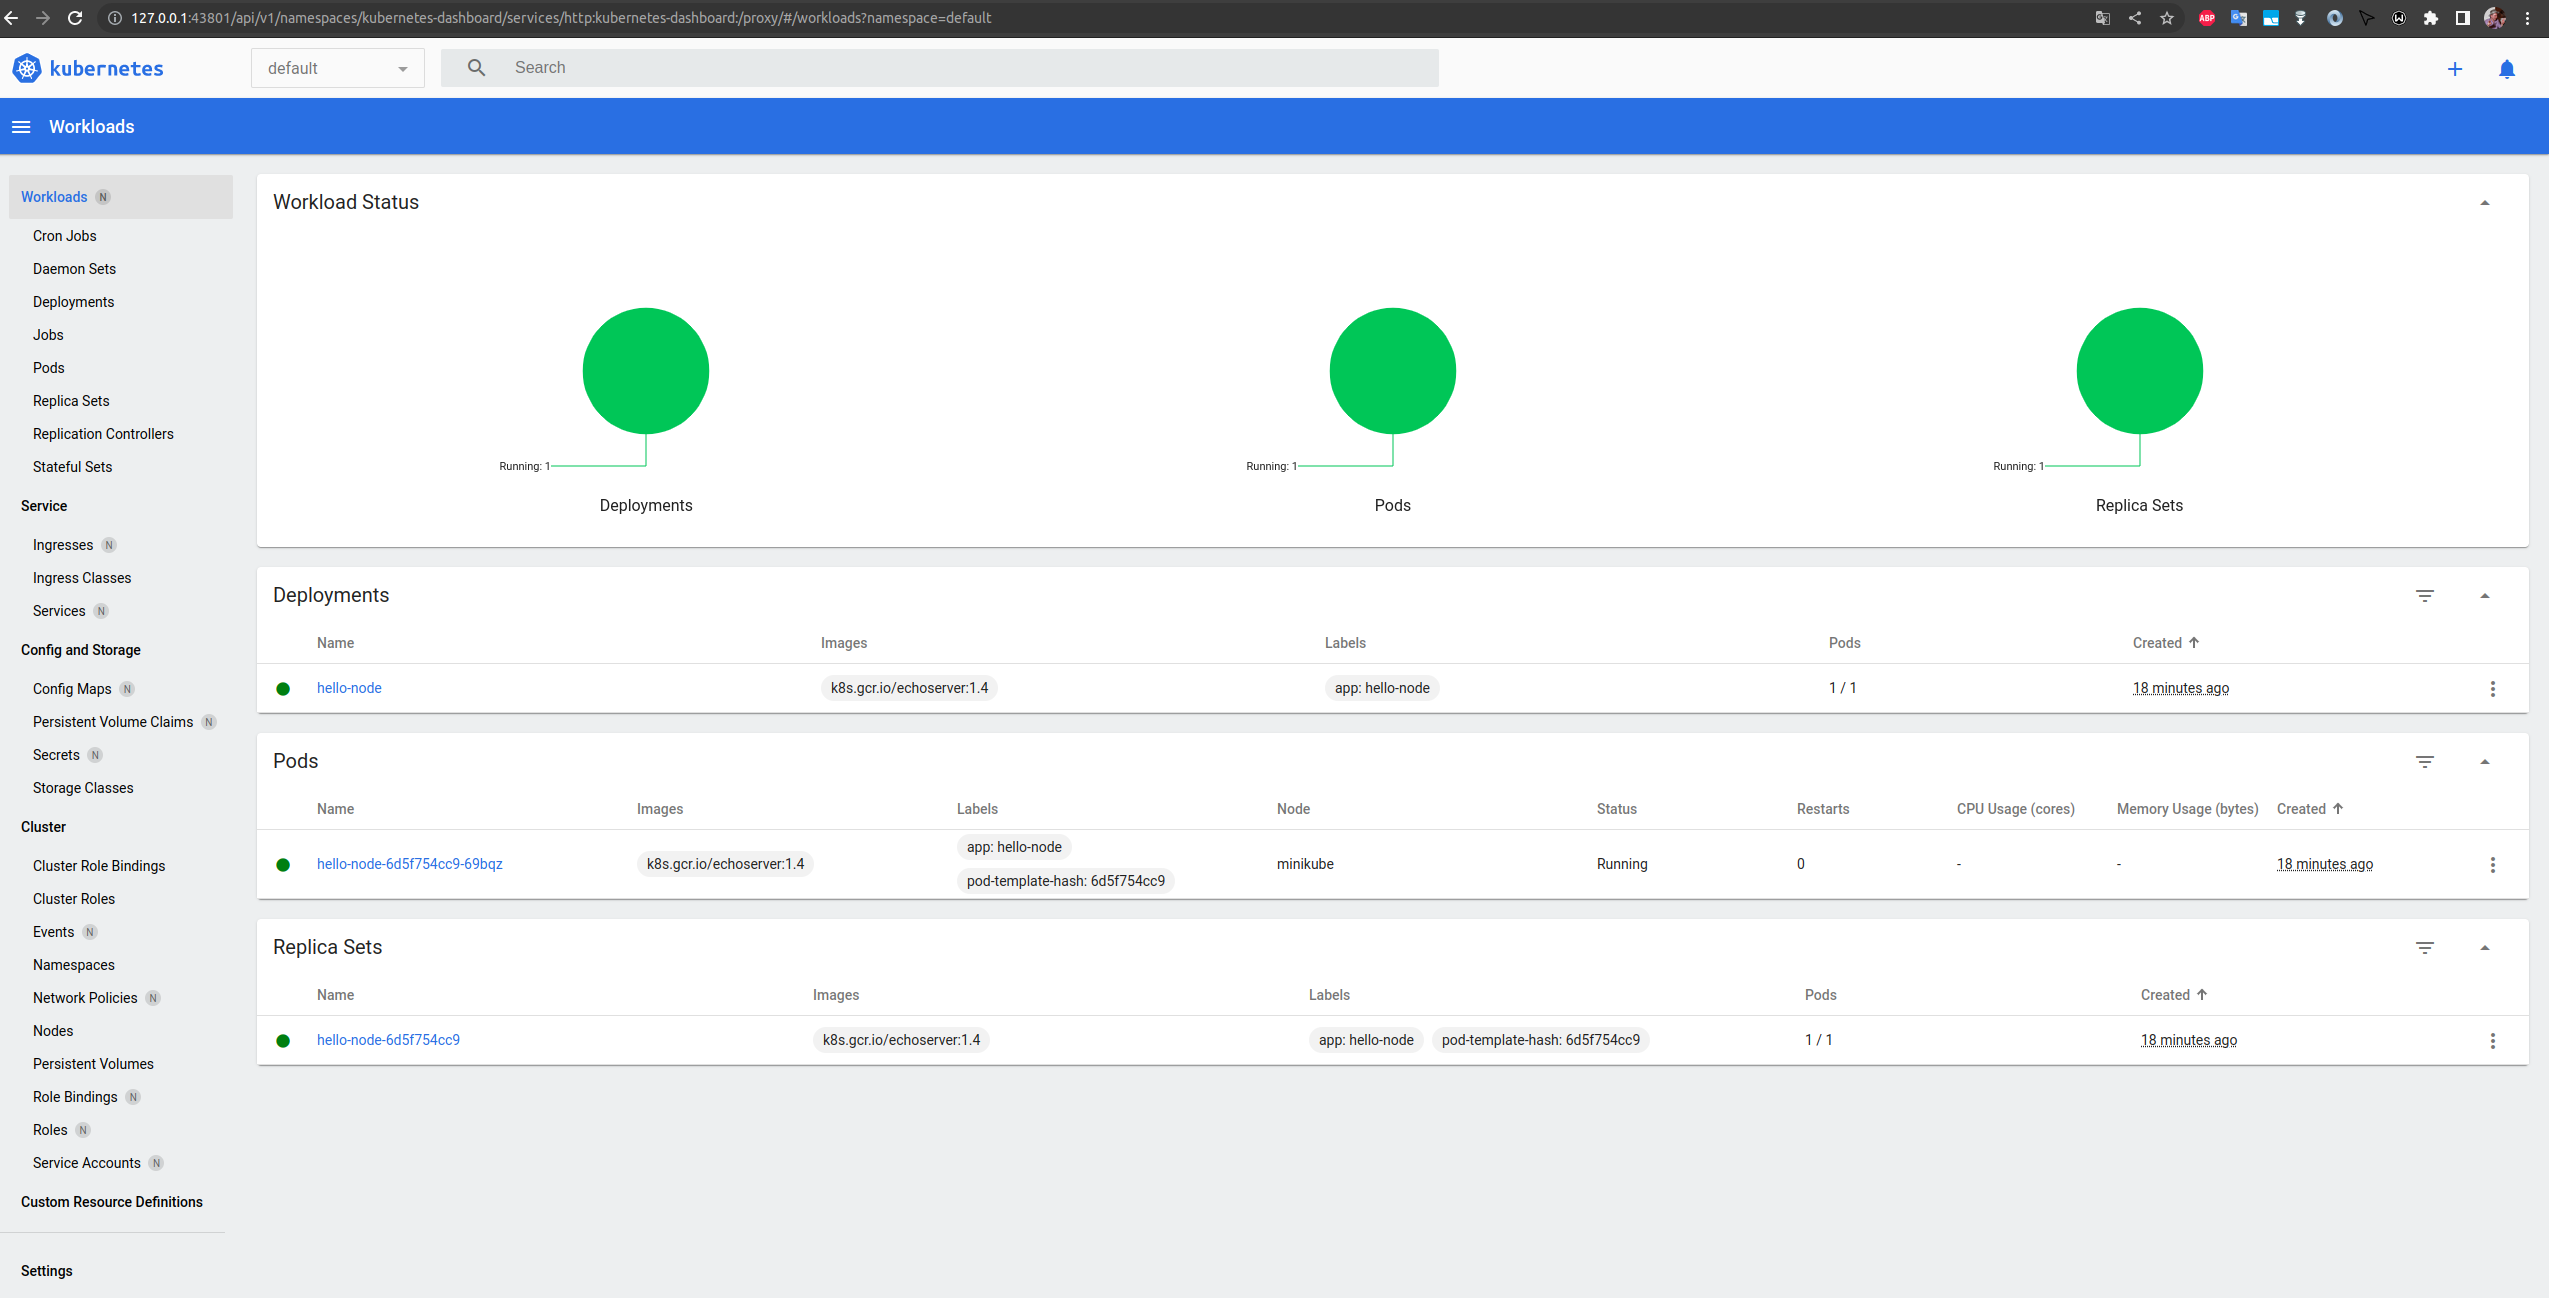 127.0.0.1:43801/api/v1/namespaces/kubernetes-dashboard/services/http:kubernetes-dashboard:/proxy/#/workloads?namespace=default
ABP
kubernetes
default
Search
Workloads
Workloads N
Cron Jobs
Daemon Sets
Deployments
Jobs
Pods
Replica Sets
Replication Controllers
Stateful Sets
Service
Ingresses N
Ingress Classes
Services N
Config and Storage
Config Maps N
Persistent Volume Claims N
Secrets N
Storage Classes
Cluster
Cluster Role Bindings
Cluster Roles
Events N
Namespaces
Network Policies N
Nodes
Persistent Volumes
Role Bindings N
Roles N
Service Accounts N
Custom Resource Definitions
Settings
Workload Status
Running: 1
Deployments
Running: 1
Pods
Running: 1
Replica Sets
Deployments
Name Images Labels Pods Created
hello-node k8s.gcr.io/echoserver:1.4 app: hello-node 1 / 1 18 minutes ago
Pods
Name Images Labels Node Status Restarts CPU Usage (cores) Memory Usage (bytes) Created
hello-node-6d5f754cc9-69bqz k8s.gcr.io/echoserver:1.4 app: hello-node pod-template-hash: 6d5f754cc9 minikube Running 0 - - 18 minutes ago
Replica Sets
Name Images Labels Pods Created
hello-node-6d5f754cc9 k8s.gcr.io/echoserver:1.4 app: hello-node pod-template-hash: 6d5f754cc9 1 / 1 18 minutes ago